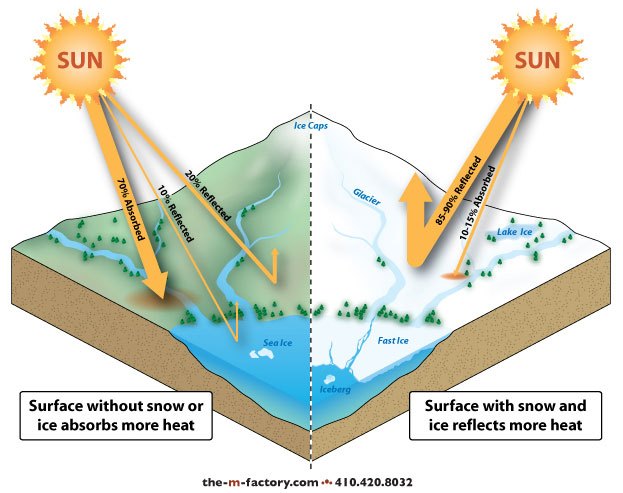 SUN
SUN
Ice Caps
70% Absorbed
10% Reflected
20% Reflected
85-90% Reflected
10-15% Absorbed
Glacier
Lake Ice
Sea Ice
Fast Ice
Iceberg
Surface without snow or
ice absorbs more heat
Surface with snow and
ice reflects more heat
the-m-factory.com 410.420.8032